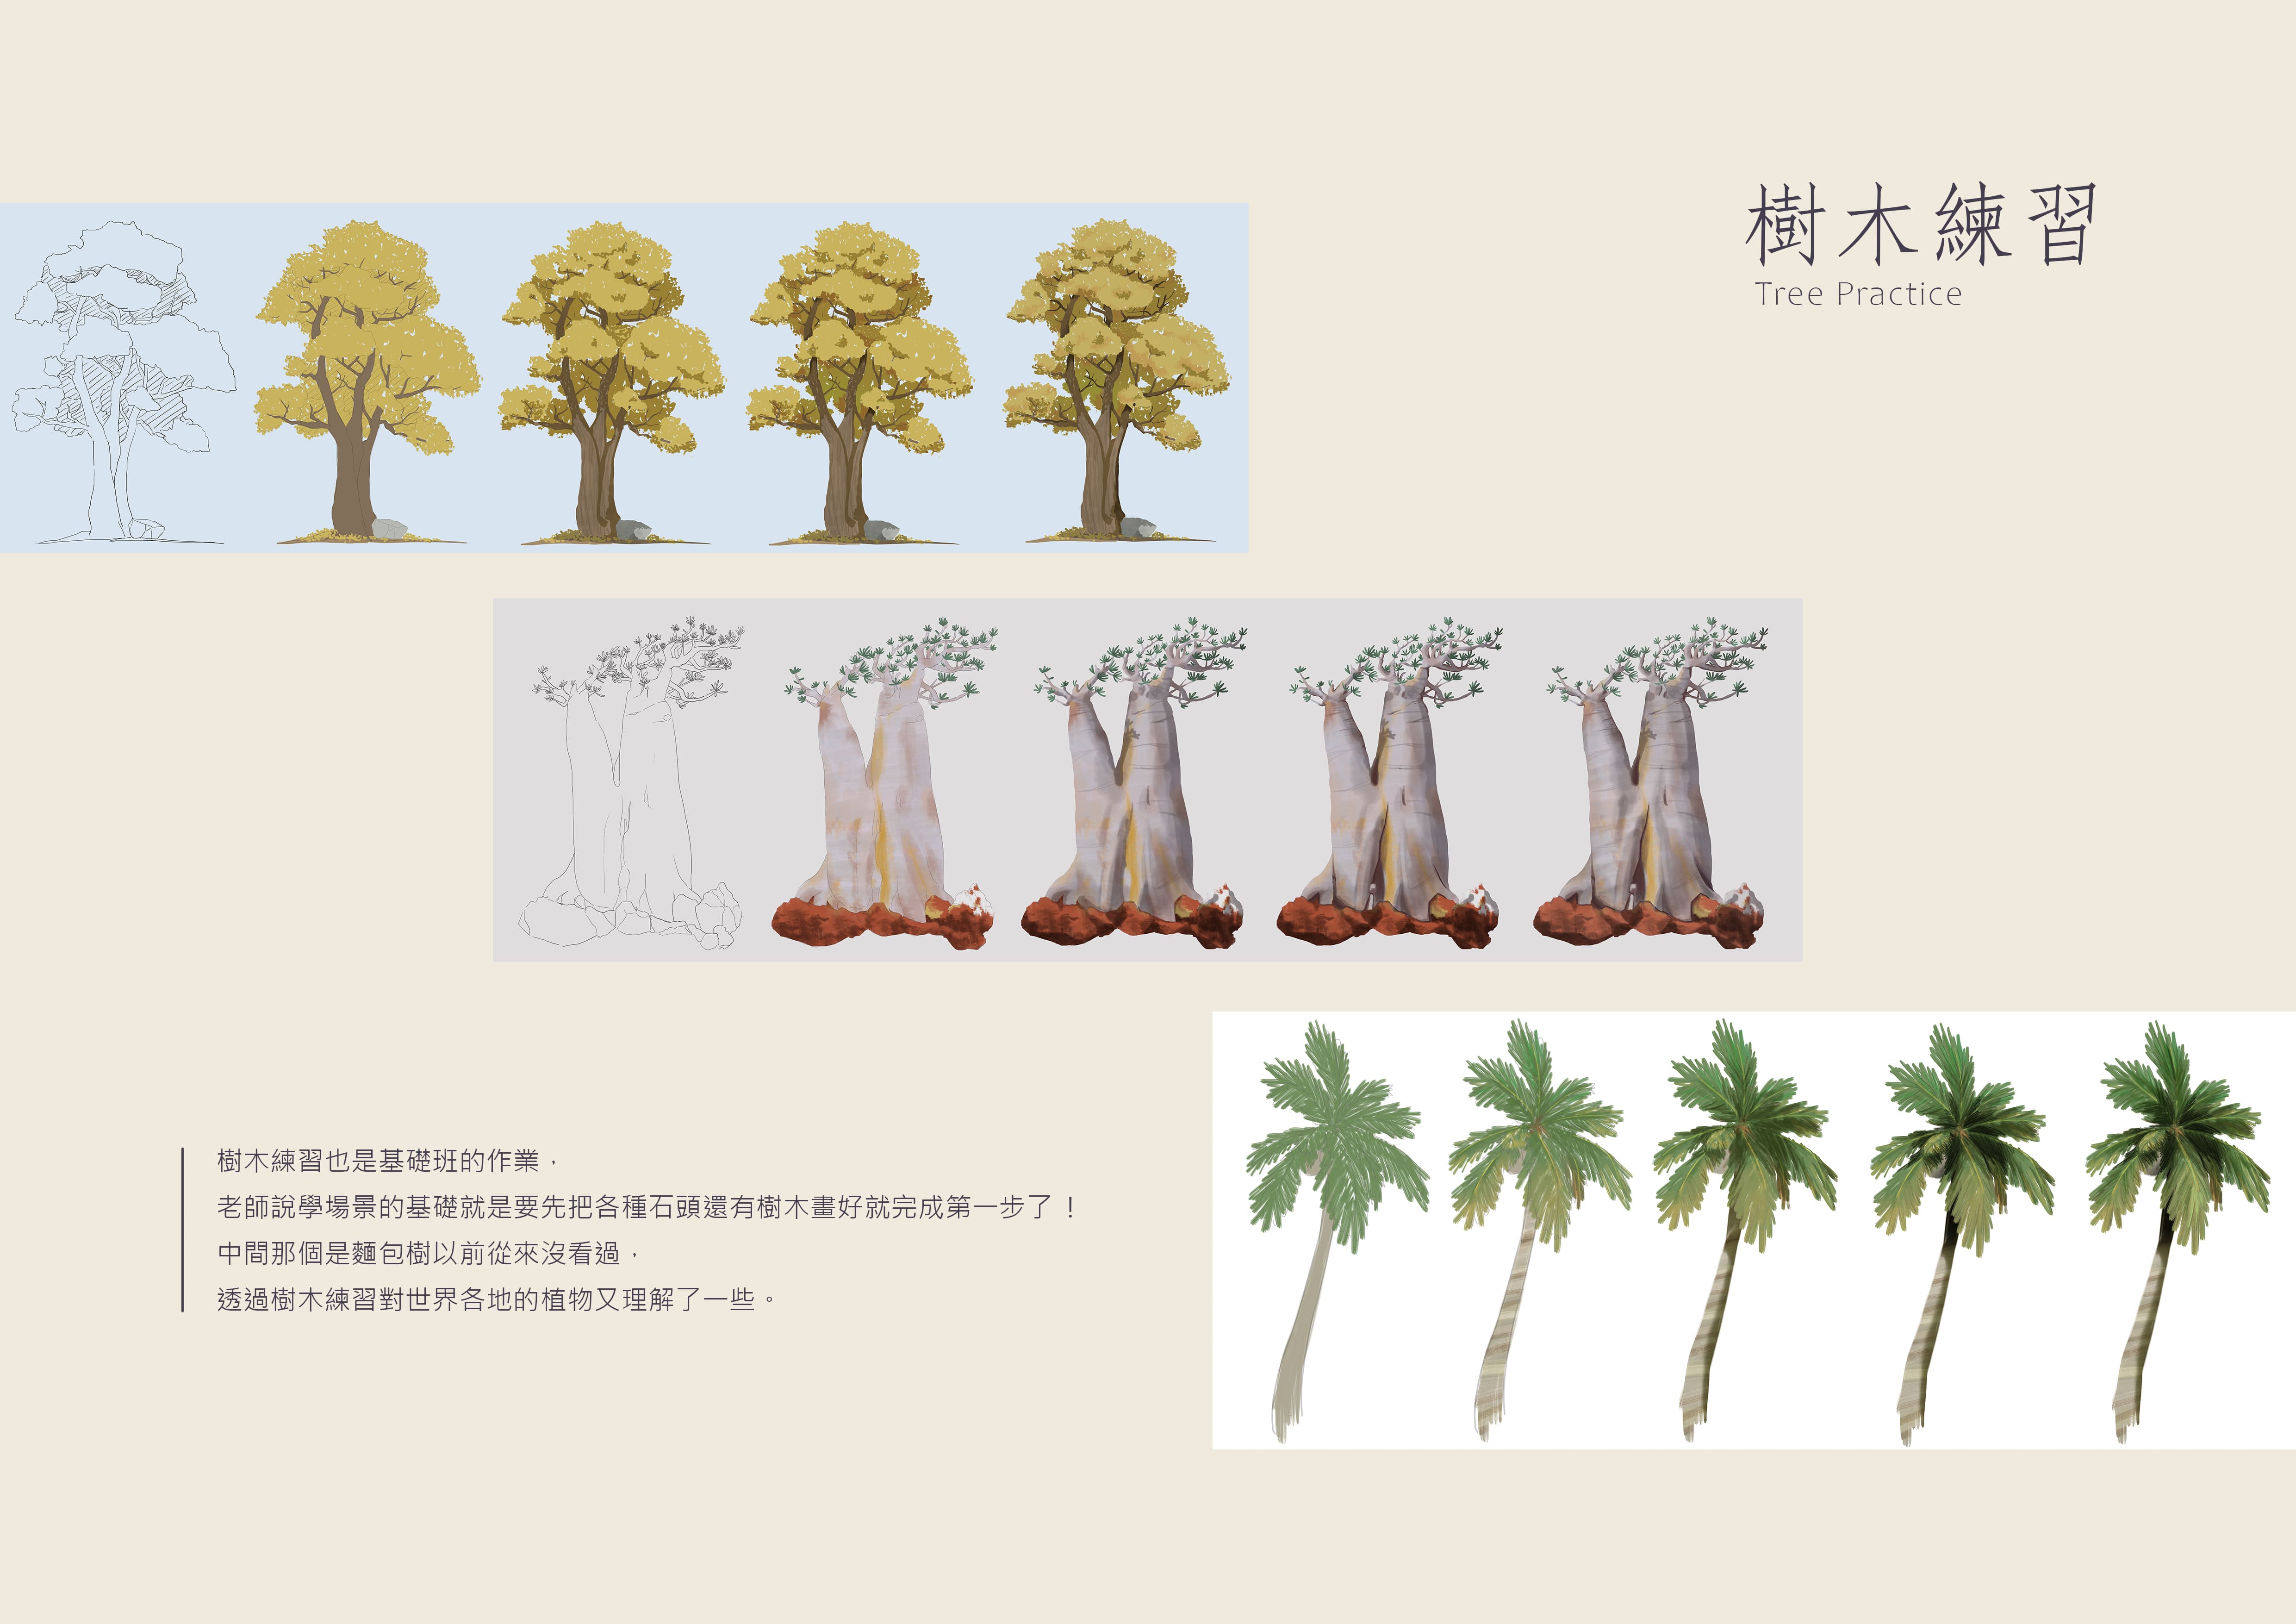 樹木練習
Tree Practice
樹木練習也是基礎班的作業，
老師說學場景的基礎就是要先把各種石頭還有樹木畫好就完成第一步了！
中間那個是麵包樹以前從來沒看過，
透過樹木練習對世界各地的植物又理解了一些。